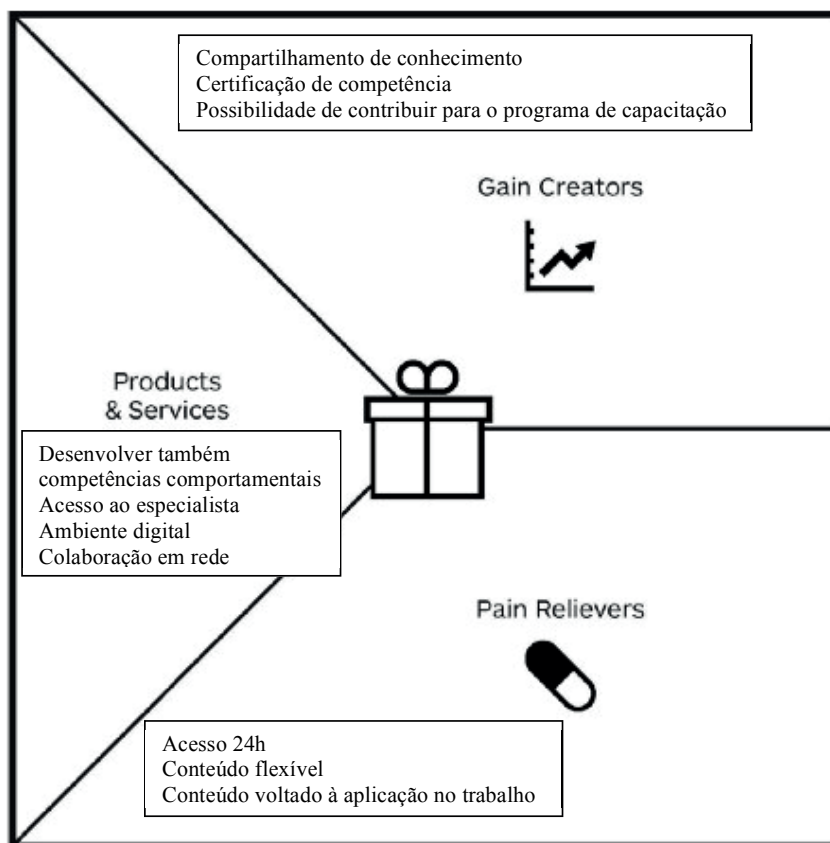 Compartilhamento de conhecimento
Certificação de competência
Possibilidade de contribuir para o programa de capacitação
Gain Creators
Products
& Services
Desenvolver também
competências comportamentais
Acesso ao especialista
Ambiente digital
Colaboração em rede
Pain Relievers
Acesso 24h
Conteúdo flexível
Conteúdo voltado à aplicação no trabalho